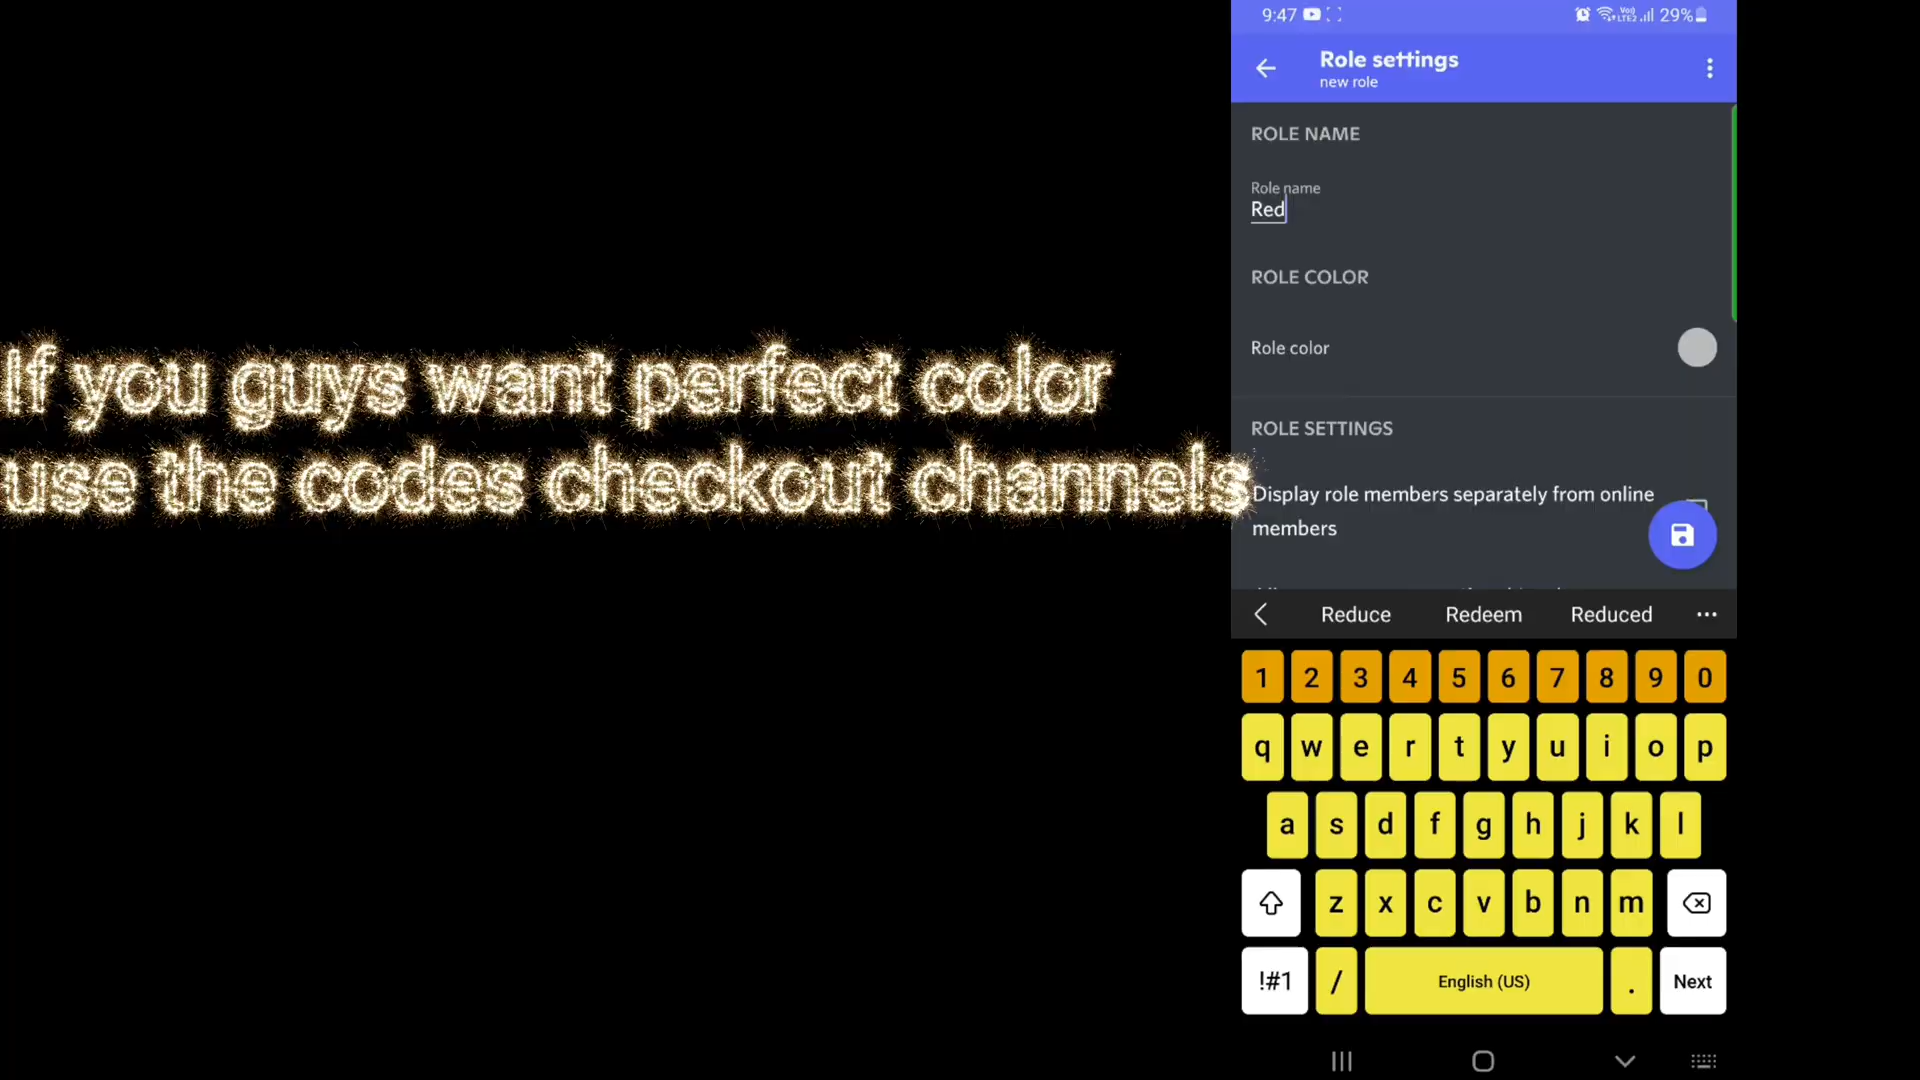 If you guys want perfect color
use the codes checkout channels
9:47
Vo)) LTE2 29%
Role settings
new role
ROLE NAME
Role name
Red
ROLE COLOR
Role color
ROLE SETTINGS
Display role members separately from online
members
Reduce Redeem Reduced
1 2 3 4 5 6 7 8 9 0
q w e r t y u i o p
a s d f g h j k l
z x c v b n m
!#1 / English (US) . Next